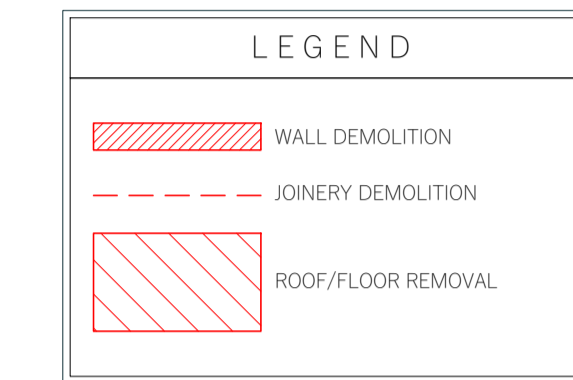 LEGEND
WALL DEMOLITION
JOINERY DEMOLITION
ROOF/FLOOR REMOVAL